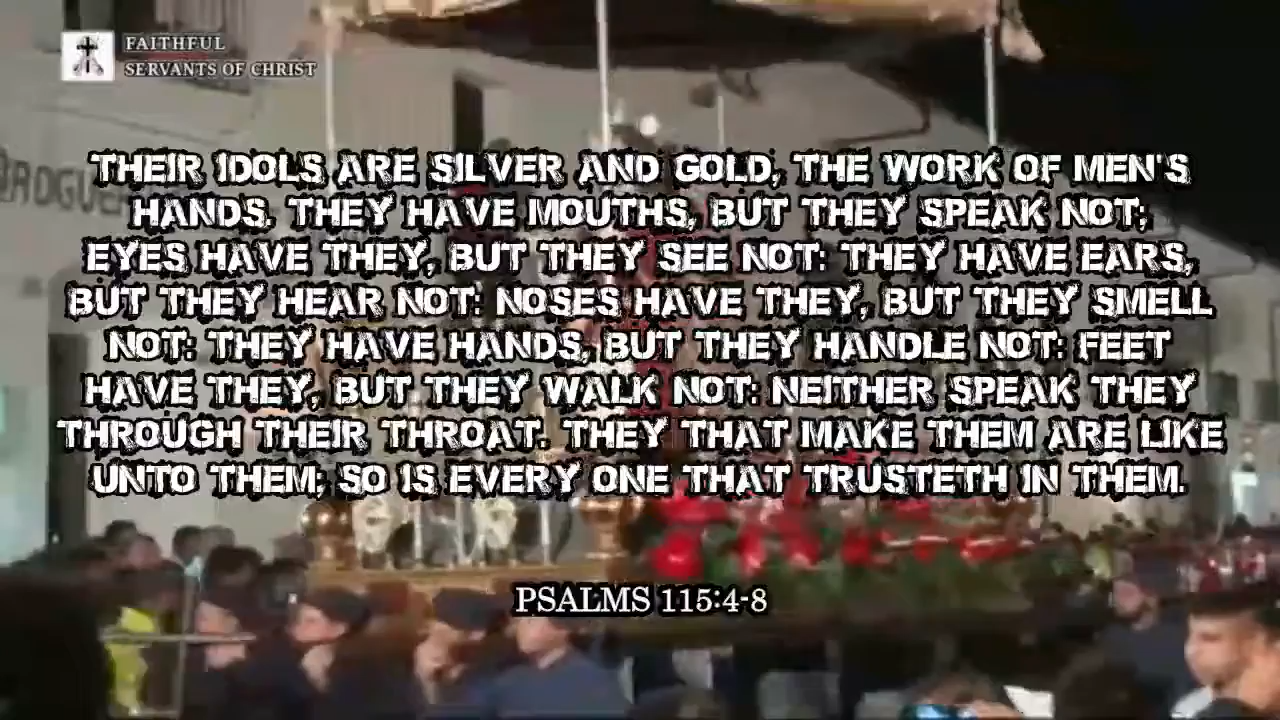 FAITHFUL
SERVANTS OF CHRIST
THEIR IDOLS ARE SILVER AND GOLD, THE WORK OF MEN'S
HANDS. THEY HAVE MOUTHS, BUT THEY SPEAK NOT;
EYES HAVE THEY, BUT THEY SEE NOT: THEY HAVE EARS,
BUT THEY HEAR NOT: NOSES HAVE THEY, BUT THEY SMELL
NOT: THEY HAVE HANDS, BUT THEY HANDLE NOT: FEET
HAVE THEY, BUT THEY WALK NOT: NEITHER SPEAK THEY
THROUGH THEIR THROAT. THEY THAT MAKE THEM ARE LIKE
UNTO THEM; SO IS EVERY ONE THAT TRUSTETH IN THEM.
PSALMS 115:4-8